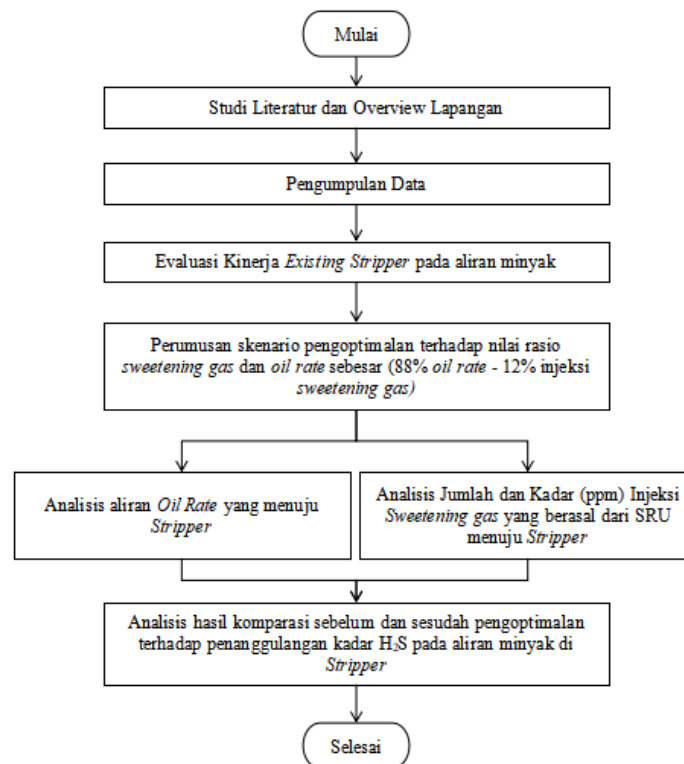 Mulai
Studi Literatur dan Overview Lapangan
Pengumpulan Data
Evaluasi Kinerja Existing Stripper pada aliran minyak
Perumusan skenario pengoptimalan terhadap nilai rasio
sweetening gas dan oil rate sebesar (88% oil rate - 12% injeksi
sweetening gas)
Analisis aliran Oil Rate yang menuju
Stripper
Analisis Jumlah dan Kadar (ppm) Injeksi
Sweetening gas yang berasal dari SRU
menuju Stripper
Analisis hasil komparasi sebelum dan sesudah pengoptimalan
terhadap penanggulangan kadar H₂S pada aliran minyak di
Stripper
Selesai